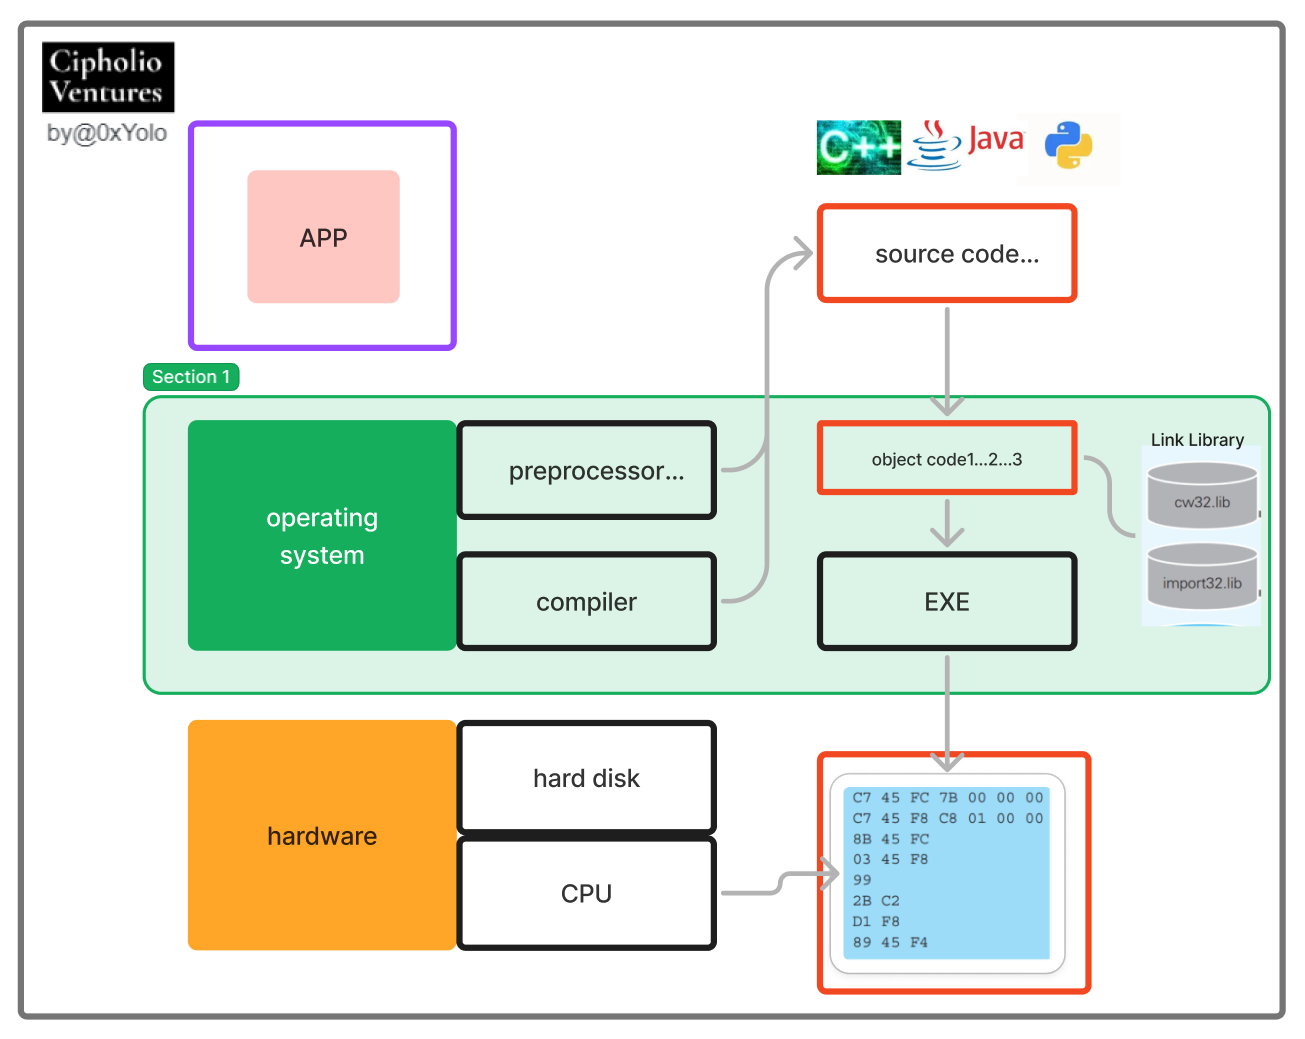 Cipholio
Ventures
by@0xYolo
APP
C++
Java
source code...
Section 1
operating
system
preprocessor...
compiler
object code1...2...3
EXE
Link Library
cw32.lib
import32.lib
hardware
hard disk
CPU
C7 45 FC 7B 00 00 00
C7 45 F8 C8 01 00 00
8B 45 FC
03 45 F8
99
2B C2
D1 F8
89 45 F4